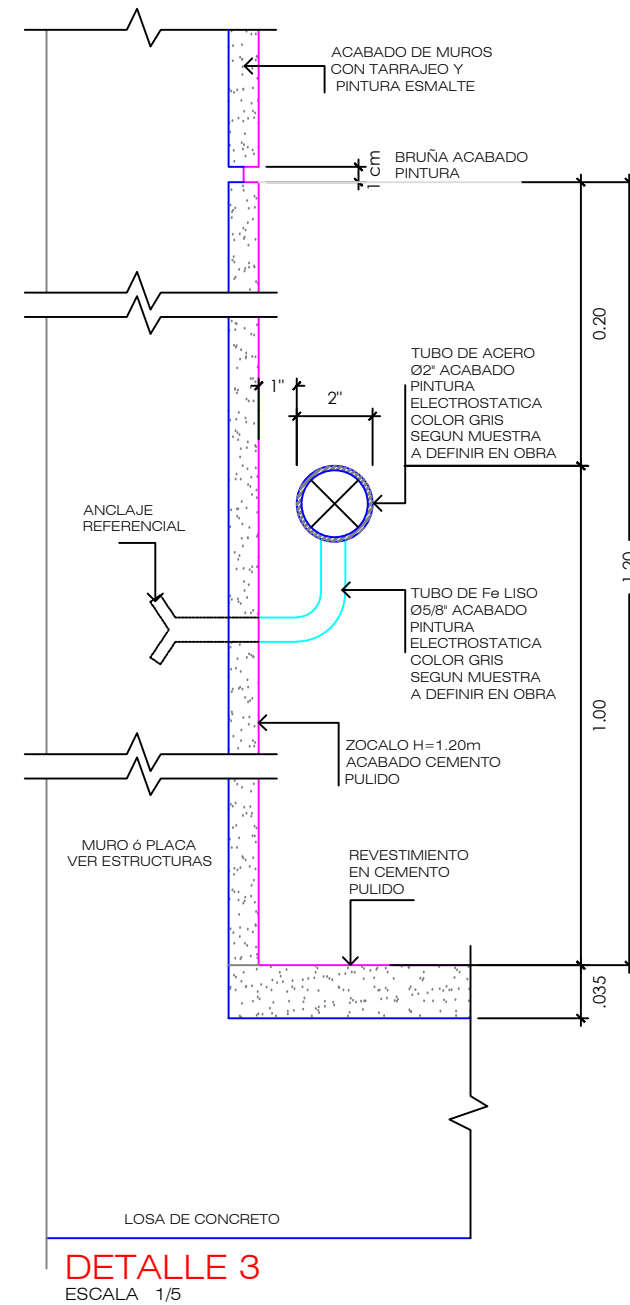 ACABADO DE MUROS
CON TARRAJEO Y
PINTURA ESMALTE
1 cm
BRUÑA ACABADO
PINTURA
0.20
1"
2"
TUBO DE ACERO
Ø2" ACABADO
PINTURA
ELECTROSTATICA
COLOR GRIS
SEGUN MUESTRA
A DEFINIR EN OBRA
ANCLAJE
REFERENCIAL
1.20
TUBO DE Fe LISO
Ø5/8" ACABADO
PINTURA
ELECTROSTATICA
COLOR GRIS
SEGUN MUESTRA
A DEFINIR EN OBRA
1.00
ZOCALO H=1.20m
ACABADO CEMENTO
PULIDO
MURO ó PLACA
VER ESTRUCTURAS
REVESTIMIENTO
EN CEMENTO
PULIDO
.035
LOSA DE CONCRETO
DETALLE 3
ESCALA 1/5